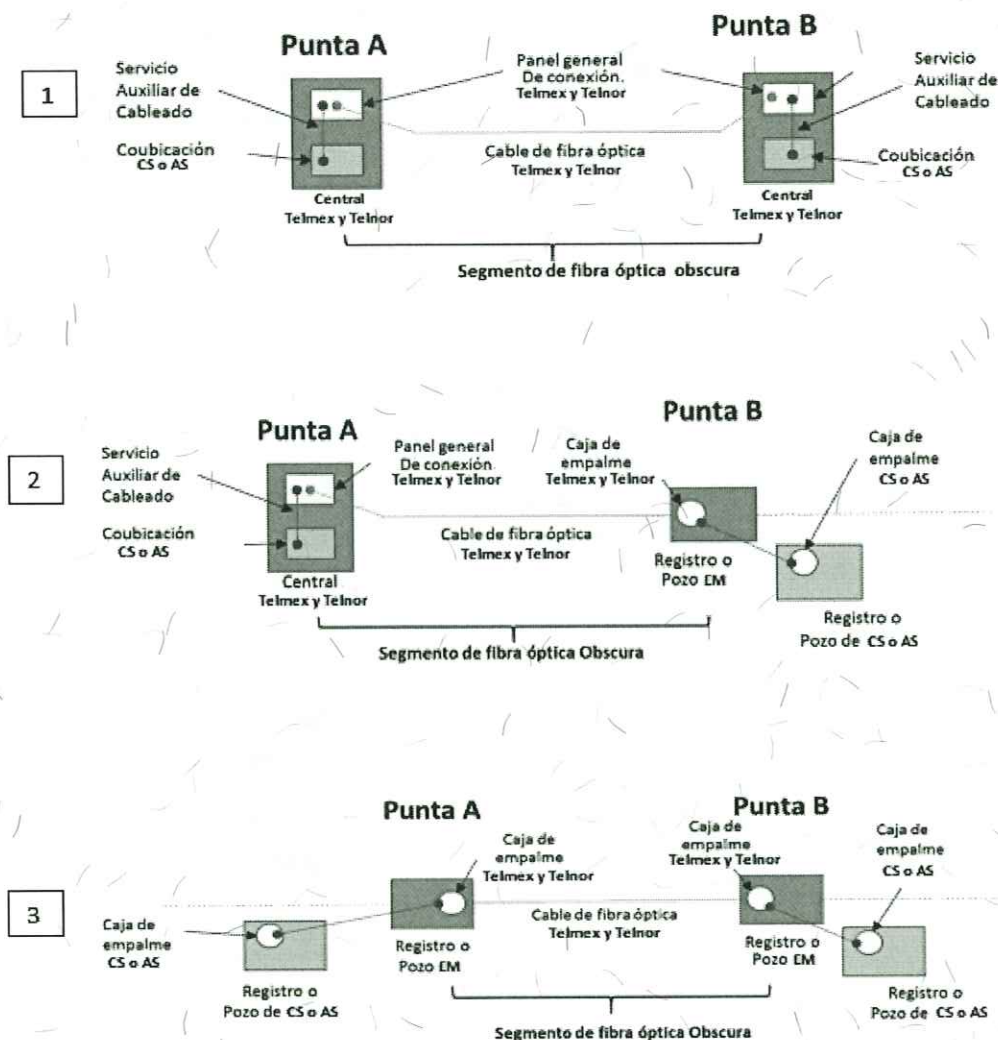 Punta A
Punta B
1
Servicio
Auxiliar de
Cableado
Panel general
De conexión.
Telmex y Telnor
Servicio
Auxiliar de
Cableado
Coubicación
CS o AS
Cable de fibra óptica
Telmex y Telnor
Coubicación
CS o AS
Central
Telmex y Telnor
Central
Telmex y Telnor
Segmento de fibra óptica obscura
2
Punta A
Punta B
Servicio
Auxiliar de
Cableado
Panel general
De conexión
Telmex y Telnor
Caja de
empalme
Telmex y Telnor
Caja de
empalme
CS o AS
Coubicación
CS o AS
Cable de fibra óptica
Telmex y Telnor
Central
Telmex y Telnor
Registro o
Pozo EM
Registro o
Pozo de CS o AS
Segmento de fibra óptica Obscura
3
Punta A
Punta B
Caja de
empalme
Telmex y Telnor
Caja de
empalme
Telmex y Telnor
Caja de
empalme
CS o AS
Caja de
empalme
CS o AS
Cable de fibra óptica
Telmex y Telnor
Registro o
Pozo EM
Registro o
Pozo EM
Registro o
Pozo de CS o AS
Registro o
Pozo de CS o AS
Segmento de fibra óptica Obscura